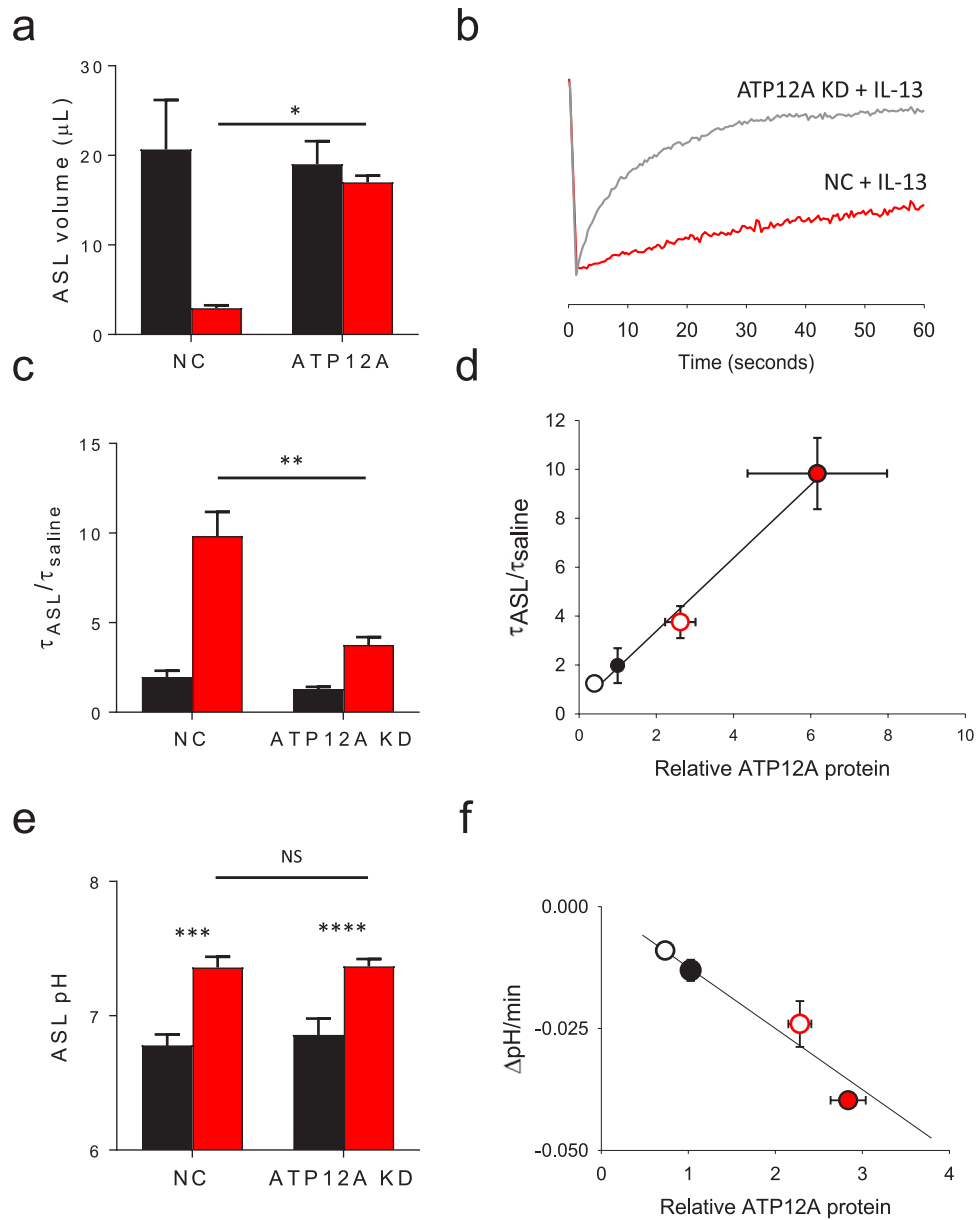 a
30
20
10
0
ASL volume (μL)
*
NC
ATP12A
b
ATP12A KD + IL-13
NC + IL-13
0 10 20 30 40 50 60
Time (seconds)
c
15
10
5
0
τASL/τsaline
**
NC
ATP12A KD
d
12
10
8
6
4
2
0
τASL/τsaline
0 2 4 6 8 10
Relative ATP12A protein
e
8
7
6
ASL pH
NS
***
****
NC
ATP12A KD
f
0.000
-0.025
-0.050
ΔpH/min
0 1 2 3 4
Relative ATP12A protein